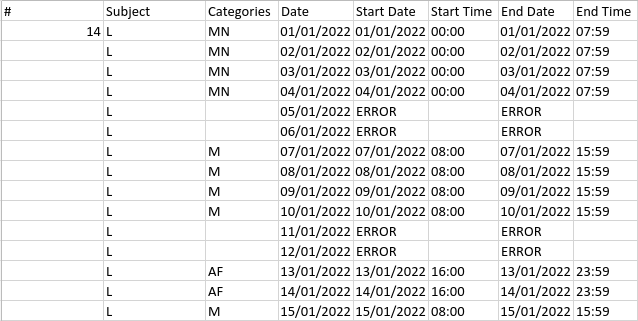 # Subject Categories Date Start Date Start Time End Date End Time
14 L MN 01/01/2022 01/01/2022 00:00 01/01/2022 07:59
L MN 02/01/2022 02/01/2022 00:00 02/01/2022 07:59
L MN 03/01/2022 03/01/2022 00:00 03/01/2022 07:59
L MN 04/01/2022 04/01/2022 00:00 04/01/2022 07:59
L 05/01/2022 ERROR ERROR
L 06/01/2022 ERROR ERROR
L M 07/01/2022 07/01/2022 08:00 07/01/2022 15:59
L M 08/01/2022 08/01/2022 08:00 08/01/2022 15:59
L M 09/01/2022 09/01/2022 08:00 09/01/2022 15:59
L M 10/01/2022 10/01/2022 08:00 10/01/2022 15:59
L 11/01/2022 ERROR ERROR
L 12/01/2022 ERROR ERROR
L AF 13/01/2022 13/01/2022 16:00 13/01/2022 23:59
L AF 14/01/2022 14/01/2022 16:00 14/01/2022 23:59
L M 15/01/2022 15/01/2022 08:00 15/01/2022 15:59